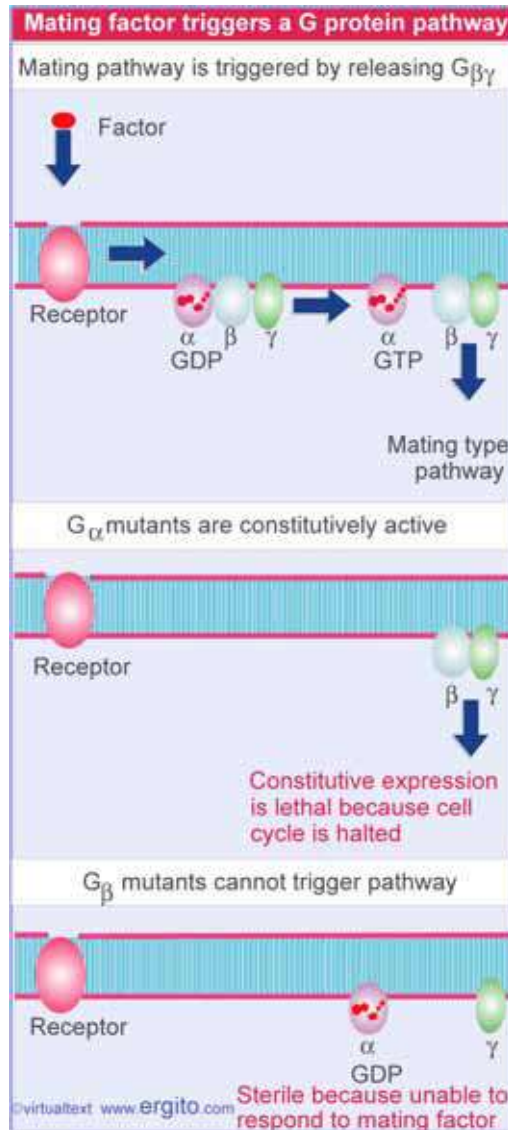 Mating factor triggers a G protein pathway
Mating pathway is triggered by releasing Gβγ
Factor
Receptor
α β γ
GDP
α β γ
GTP
Mating type
pathway
Gα mutants are constitutively active
Receptor
β γ
Constitutive expression
is lethal because cell
cycle is halted
Gβ mutants cannot trigger pathway
Receptor
α γ
GDP
Sterile because unable to
respond to mating factor
©virtualtext www.ergito.com